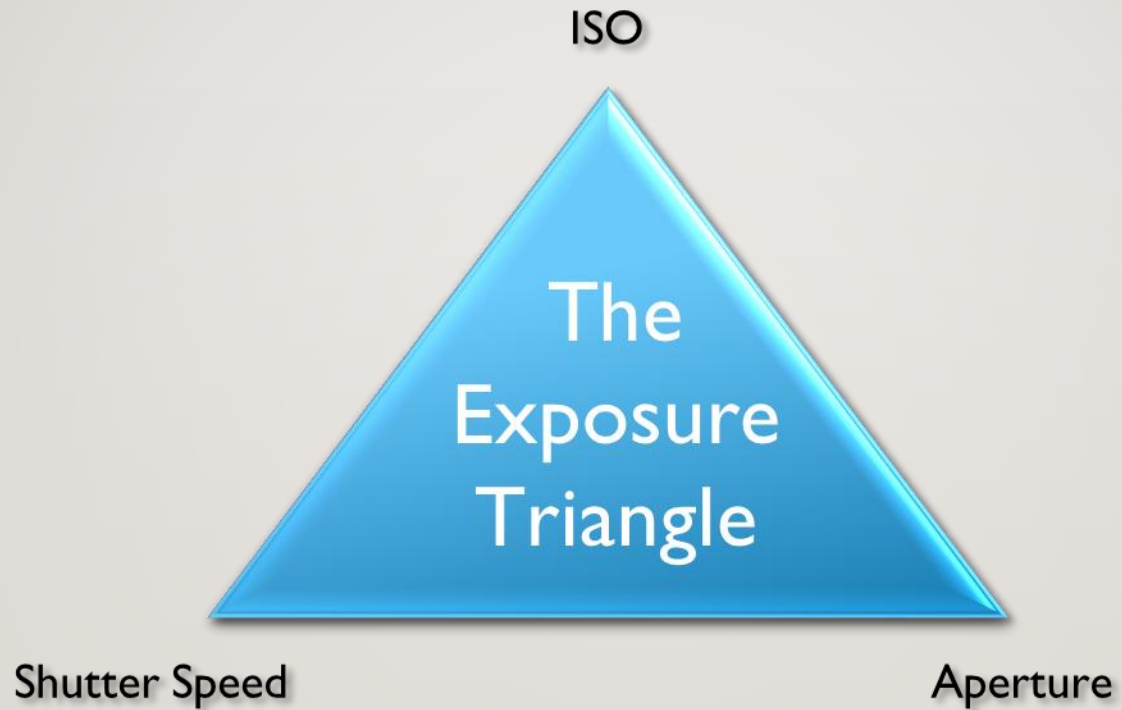 ISO
The
Exposure
Triangle
Shutter Speed
Aperture